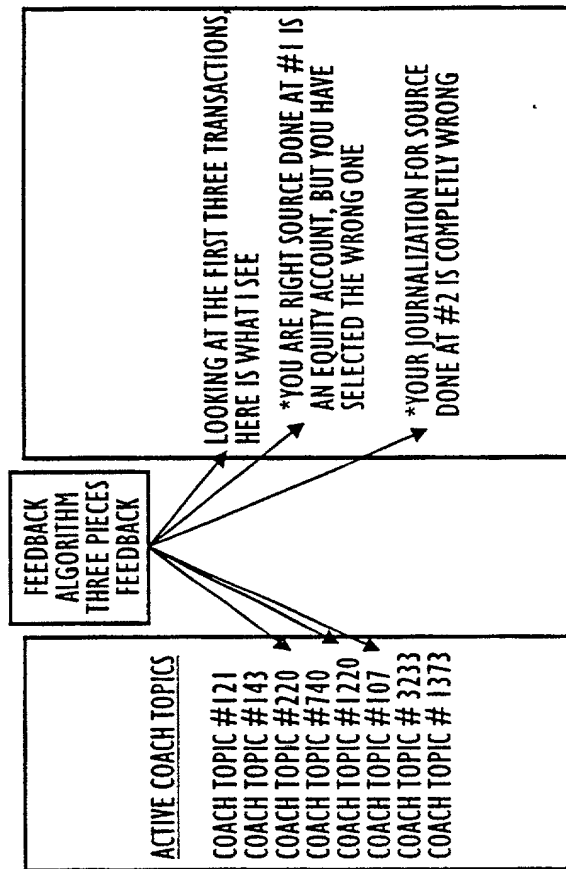 ACTIVE COACH TOPICS
COACH TOPIC #121
COACH TOPIC #143
COACH TOPIC #220
COACH TOPIC #740
COACH TOPIC #1220
COACH TOPIC #107
COACH TOPIC # 3233
COACH TOPIC # 1373
FEEDBACK
ALGORITHM
THREE PIECES
FEEDBACK
LOOKING AT THE FIRST THREE TRANSACTIONS,
HERE IS WHAT I SEE
*YOU ARE RIGHT SOURCE DONE AT #1 IS
AN EQUITY ACCOUNT, BUT YOU HAVE
SELECTED THE WRONG ONE
*YOUR JOURNALIZATION FOR SOURCE
DONE AT #2 IS COMPLETLY WRONG